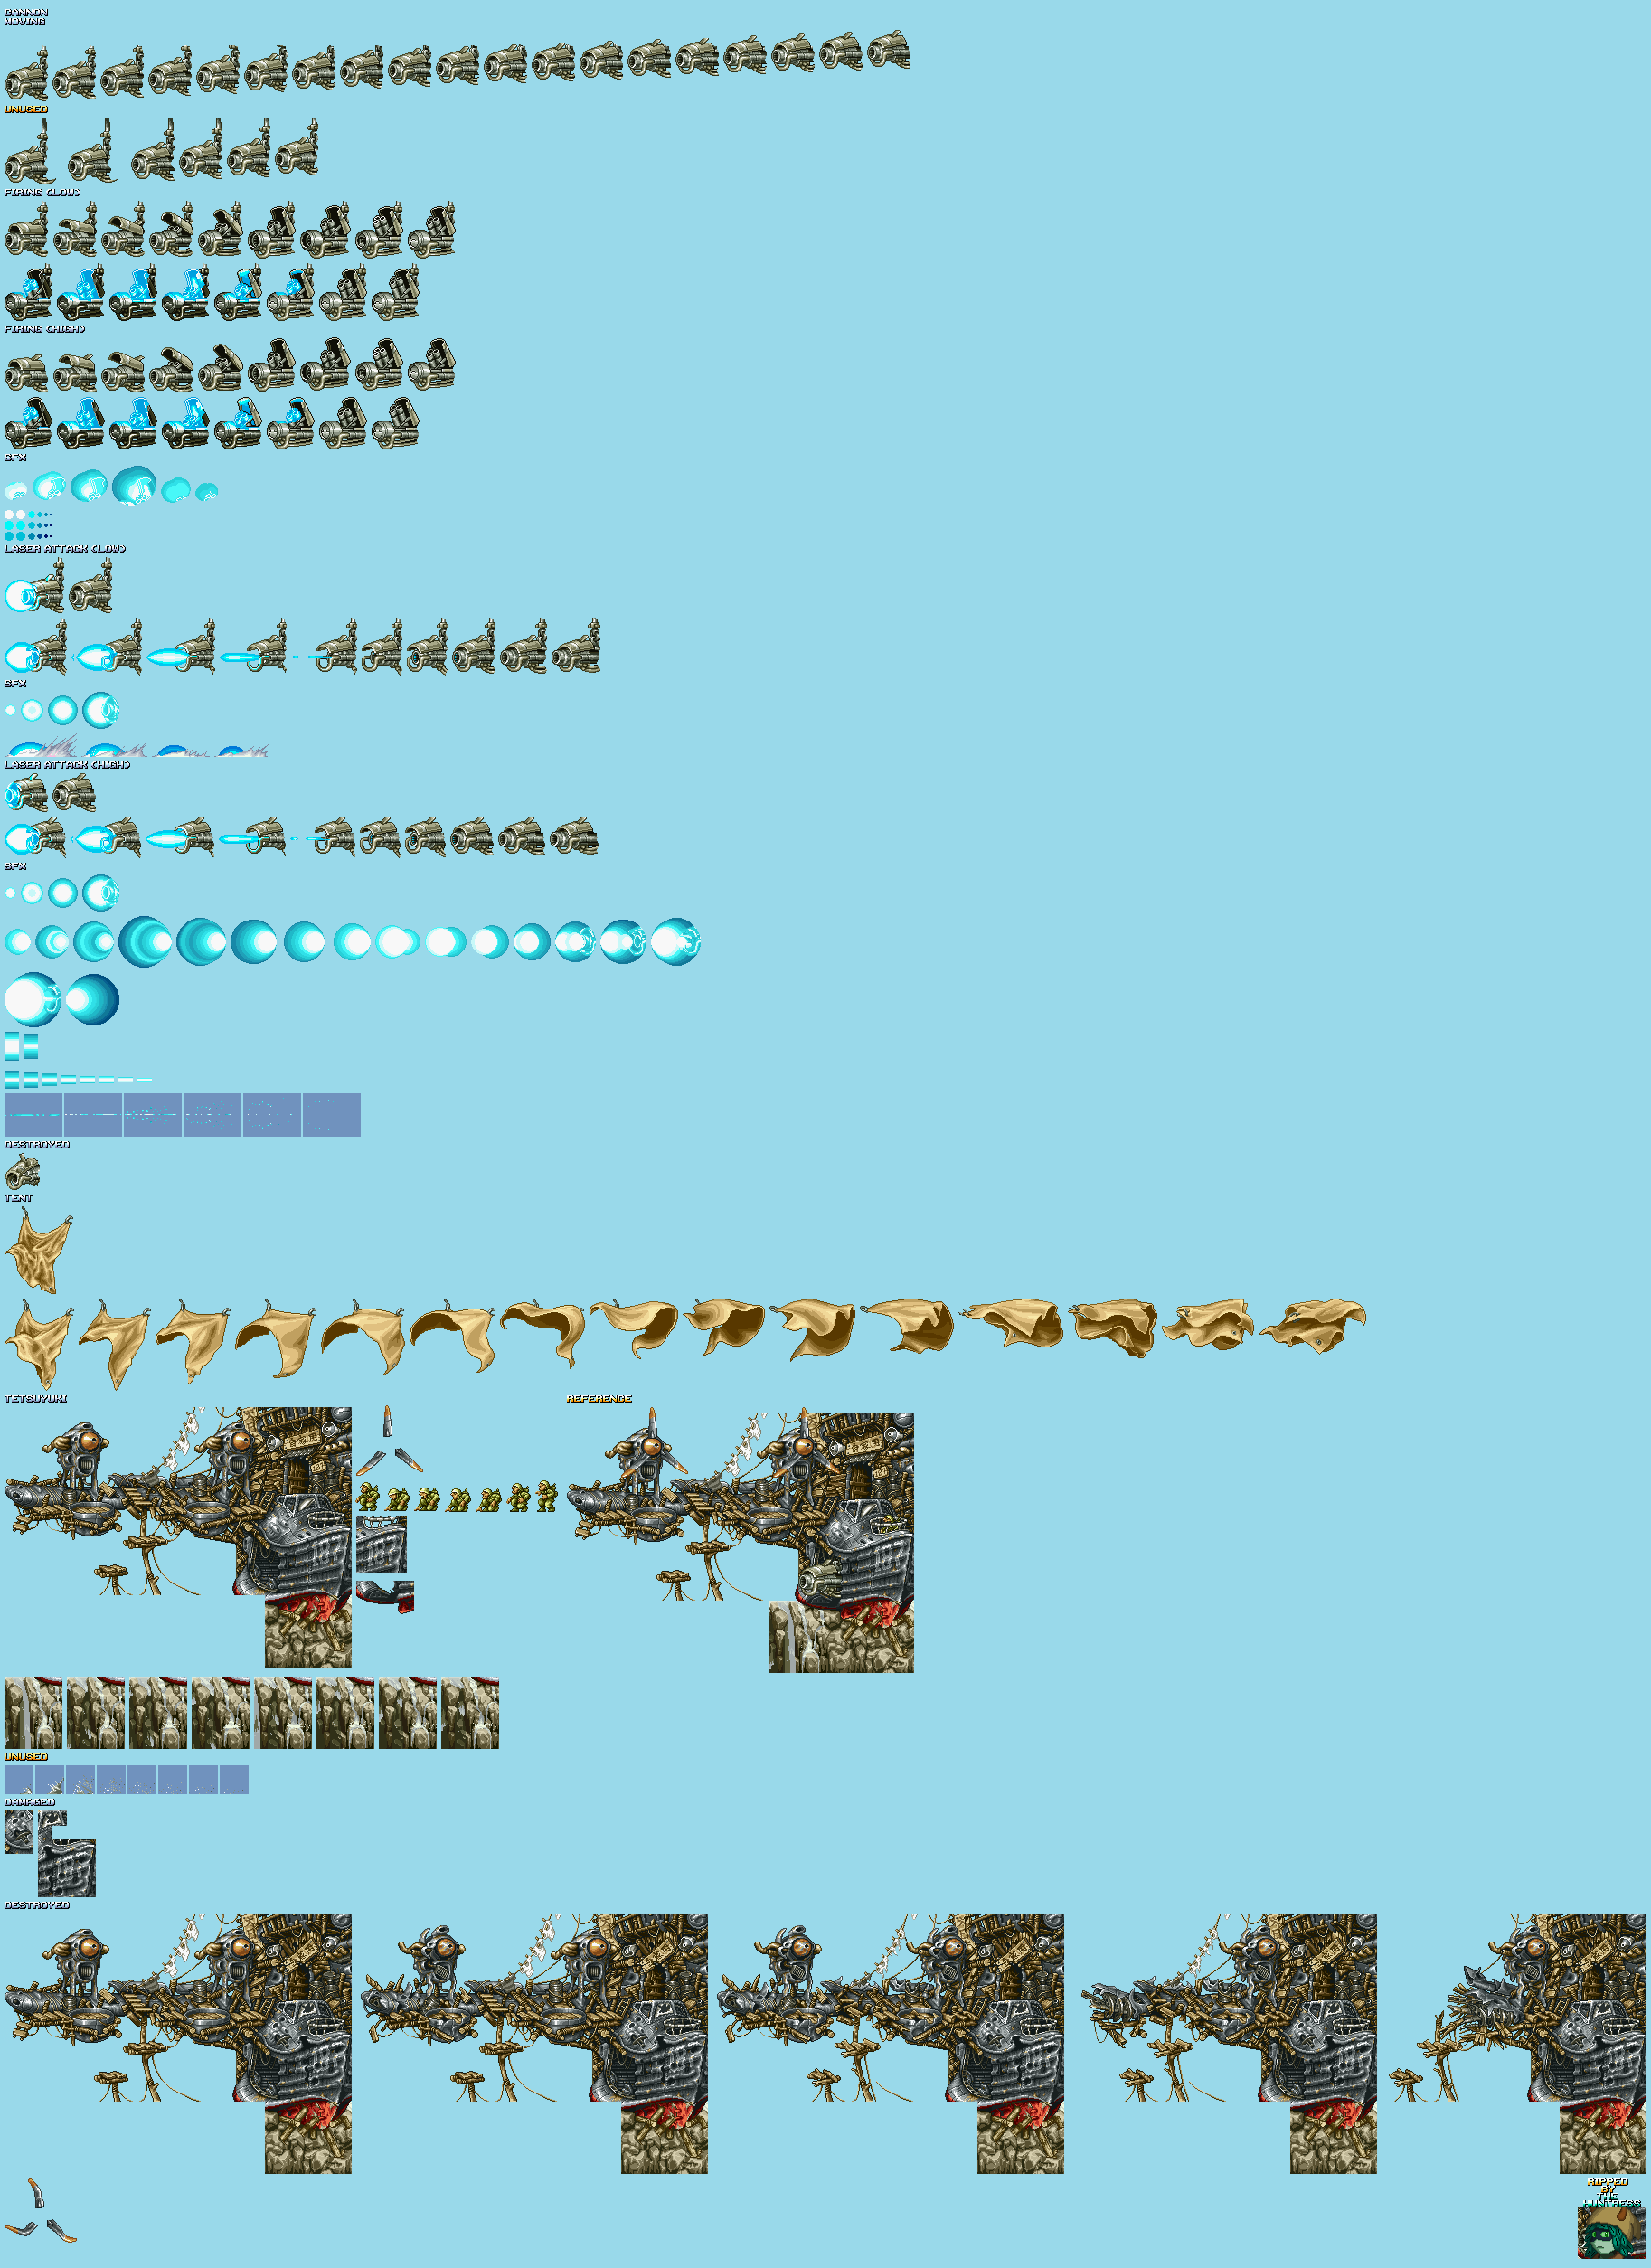 CANNON
MOVING
UNUSED
FIRING (LOW)
FIRING (HIGH)
SFX
LASER ATTACK (LOW)
SFX
LASER ATTACK (HIGH)
SFX
DESTROYED
TENT
TETSUYUKI
REFERENCE
UNUSED
DAMAGED
DESTROYED
RIPPED
BY
THE
HUNTRESS